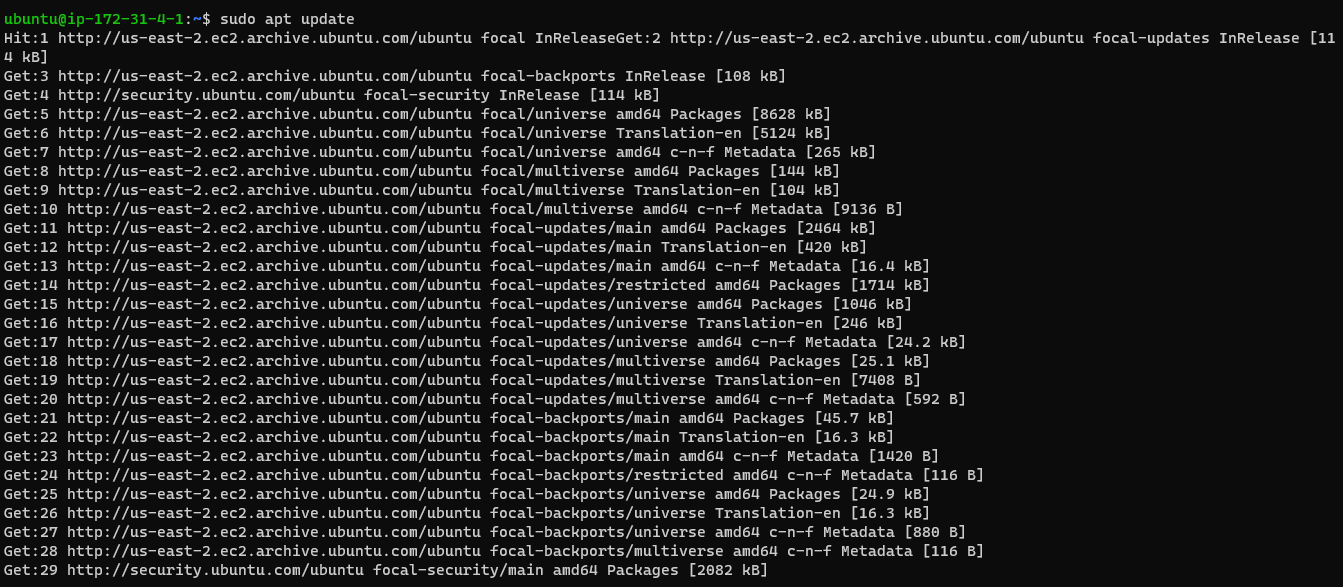 ubuntu@ip-172-31-4-1:~$ sudo apt update
Hit:1 http://us-east-2.ec2.archive.ubuntu.com/ubuntu focal InReleaseGet:2 http://us-east-2.ec2.archive.ubuntu.com/ubuntu focal-updates InRelease [11
4 kB]
Get:3 http://us-east-2.ec2.archive.ubuntu.com/ubuntu focal-backports InRelease [108 kB]
Get:4 http://security.ubuntu.com/ubuntu focal-security InRelease [114 kB]
Get:5 http://us-east-2.ec2.archive.ubuntu.com/ubuntu focal/universe amd64 Packages [8628 kB]
Get:6 http://us-east-2.ec2.archive.ubuntu.com/ubuntu focal/universe Translation-en [5124 kB]
Get:7 http://us-east-2.ec2.archive.ubuntu.com/ubuntu focal/universe amd64 c-n-f Metadata [265 kB]
Get:8 http://us-east-2.ec2.archive.ubuntu.com/ubuntu focal/multiverse amd64 Packages [144 kB]
Get:9 http://us-east-2.ec2.archive.ubuntu.com/ubuntu focal/multiverse Translation-en [104 kB]
Get:10 http://us-east-2.ec2.archive.ubuntu.com/ubuntu focal/multiverse amd64 c-n-f Metadata [9136 B]
Get:11 http://us-east-2.ec2.archive.ubuntu.com/ubuntu focal-updates/main amd64 Packages [2464 kB]
Get:12 http://us-east-2.ec2.archive.ubuntu.com/ubuntu focal-updates/main Translation-en [420 kB]
Get:13 http://us-east-2.ec2.archive.ubuntu.com/ubuntu focal-updates/main amd64 c-n-f Metadata [16.4 kB]
Get:14 http://us-east-2.ec2.archive.ubuntu.com/ubuntu focal-updates/restricted amd64 Packages [1714 kB]
Get:15 http://us-east-2.ec2.archive.ubuntu.com/ubuntu focal-updates/universe amd64 Packages [1046 kB]
Get:16 http://us-east-2.ec2.archive.ubuntu.com/ubuntu focal-updates/universe Translation-en [246 kB]
Get:17 http://us-east-2.ec2.archive.ubuntu.com/ubuntu focal-updates/universe amd64 c-n-f Metadata [24.2 kB]
Get:18 http://us-east-2.ec2.archive.ubuntu.com/ubuntu focal-updates/multiverse amd64 Packages [25.1 kB]
Get:19 http://us-east-2.ec2.archive.ubuntu.com/ubuntu focal-updates/multiverse Translation-en [7408 B]
Get:20 http://us-east-2.ec2.archive.ubuntu.com/ubuntu focal-updates/multiverse amd64 c-n-f Metadata [592 B]
Get:21 http://us-east-2.ec2.archive.ubuntu.com/ubuntu focal-backports/main amd64 Packages [45.7 kB]
Get:22 http://us-east-2.ec2.archive.ubuntu.com/ubuntu focal-backports/main Translation-en [16.3 kB]
Get:23 http://us-east-2.ec2.archive.ubuntu.com/ubuntu focal-backports/main amd64 c-n-f Metadata [1420 B]
Get:24 http://us-east-2.ec2.archive.ubuntu.com/ubuntu focal-backports/restricted amd64 c-n-f Metadata [116 B]
Get:25 http://us-east-2.ec2.archive.ubuntu.com/ubuntu focal-backports/universe amd64 Packages [24.9 kB]
Get:26 http://us-east-2.ec2.archive.ubuntu.com/ubuntu focal-backports/universe Translation-en [16.3 kB]
Get:27 http://us-east-2.ec2.archive.ubuntu.com/ubuntu focal-backports/universe amd64 c-n-f Metadata [880 B]
Get:28 http://us-east-2.ec2.archive.ubuntu.com/ubuntu focal-backports/multiverse amd64 c-n-f Metadata [116 B]
Get:29 http://security.ubuntu.com/ubuntu focal-security/main amd64 Packages [2082 kB]